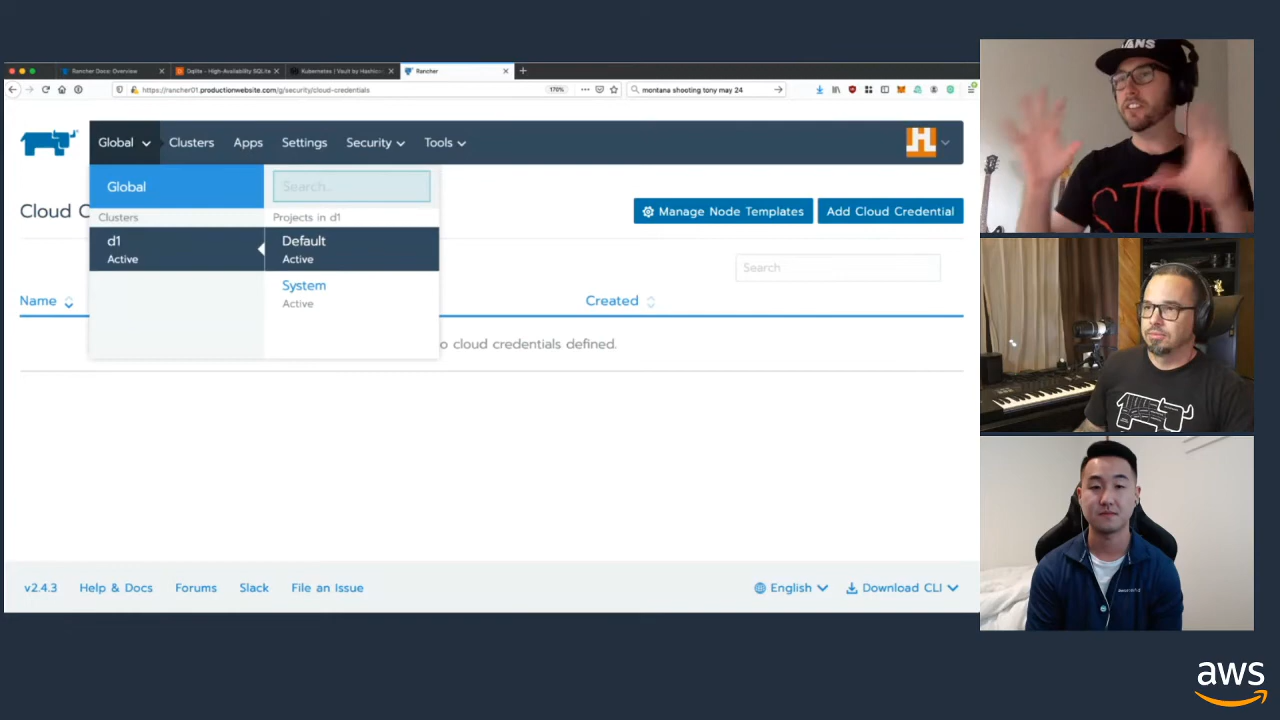 Rancher Docs: Overview
Dqlite - High-Availability SQLite
Kubernetes | Vault by Hashico
Rancher
https://rancher01.productionwebsite.com/g/security/cloud-credentials
170%
montana shooting tony may 24
Global
Clusters
Apps
Settings
Security
Tools
Global
Search...
Cloud C
Clusters
Projects in d1
Manage Node Templates
Add Cloud Credential
d1
Active
Default
Active
Search
System
Active
Name
Created
o cloud credentials defined.
v2.4.3
Help & Docs
Forums
Slack
File an Issue
English
Download CLI
VANS
STO
aws